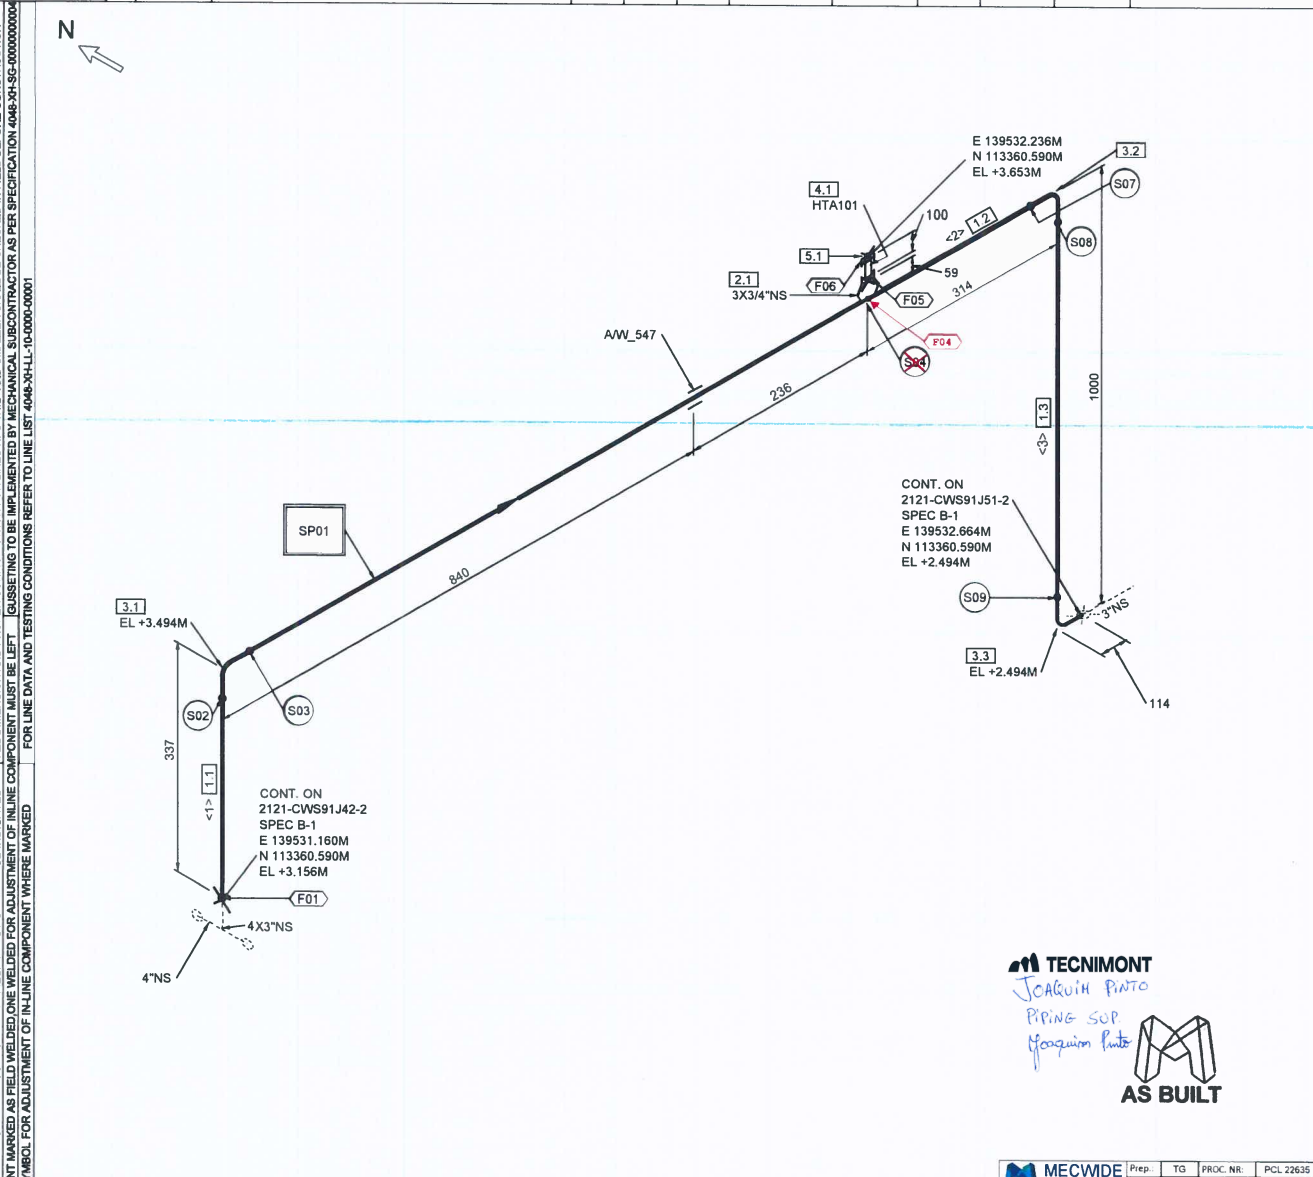 N
E 139532.236M
N 113360.590M
EL +3.653M
3.2
S07
4.1
HTA101
100
<2> 1.2
S08
5.1
2.1
3X3/4"NS
F06
59
F05
314
F04
S04
A/W_547
236
1000
<3> 1.3
CONT. ON
2121-CWS91J51-2
SPEC B-1
E 139532.664M
N 113360.590M
EL +2.494M
SP01
840
S09
3"NS
3.1
EL +3.494M
3.3
EL +2.494M
114
S02
S03
337
<1> 1.1
CONT. ON
2121-CWS91J42-2
SPEC B-1
E 139531.160M
N 113360.590M
EL +3.156M
F01
4X3"NS
4"NS
TECNIMONT
JOAQUIM PINTO
PIPING SUP.
Joaquim Pinto
AS BUILT
MECWIDE Prep.: TG PROC. NR: PCL 22635
GUSSETING TO BE IMPLEMENTED BY MECHANICAL SUBCONTRACTOR AS PER SPECIFICATION 4048-XH-SG-000000000004
FOR LINE DATA AND TESTING CONDITIONS REFER TO LINE LIST 4048-XH-LL-10-0000-00001
NT MARKED AS FIELD WELDED,ONE WELDED FOR ADJUSTMENT OF INLINE COMPONENT MUST BE LEFT
YMBOL FOR ADJUSTMENT OF IN-LINE COMPONENT WHERE MARKED